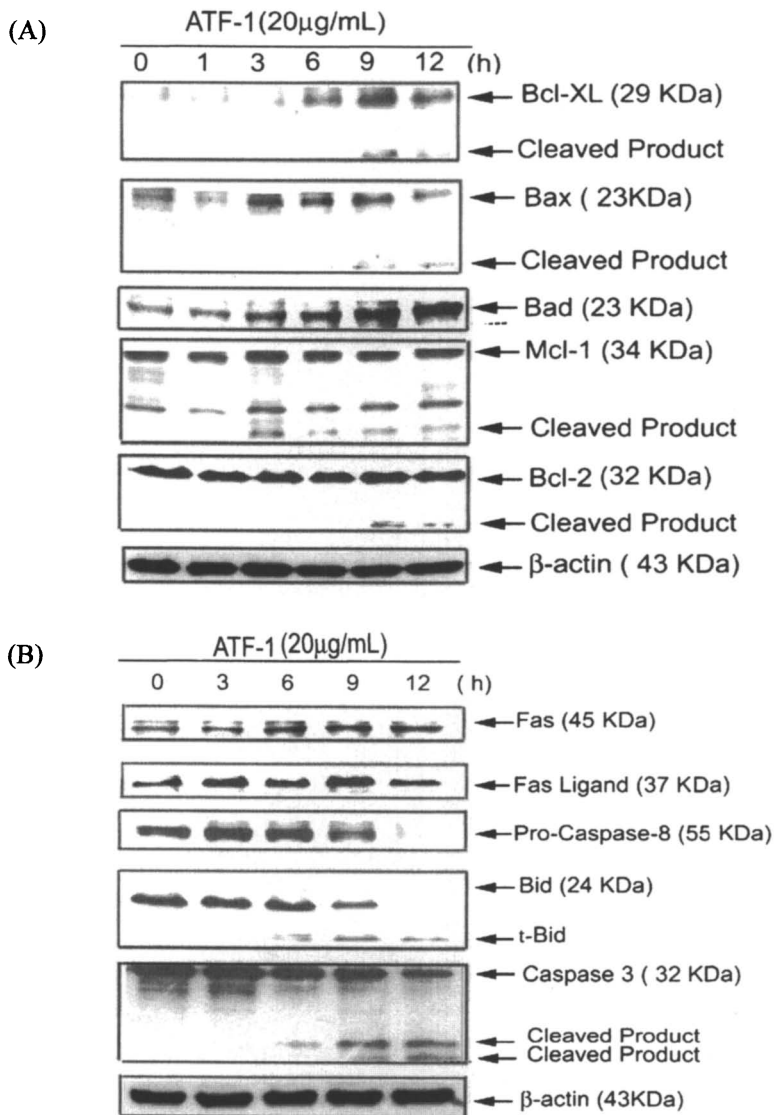 (A)
ATF-1(20μg/mL)
0 1 3 6 9 12 (h)
Bcl-XL (29 KDa)
Cleaved Product
Bax ( 23KDa)
Cleaved Product
Bad (23 KDa)
Mcl-1 (34 KDa)
Cleaved Product
Bcl-2 (32 KDa)
Cleaved Product
β-actin ( 43 KDa)
(B)
ATF-1(20μg/mL)
0 3 6 9 12 ( h)
Fas (45 KDa)
Fas Ligand (37 KDa)
Pro-Caspase-8 (55 KDa)
Bid (24 KDa)
t-Bid
Caspase 3 ( 32 KDa)
Cleaved Product
Cleaved Product
β-actin (43KDa)